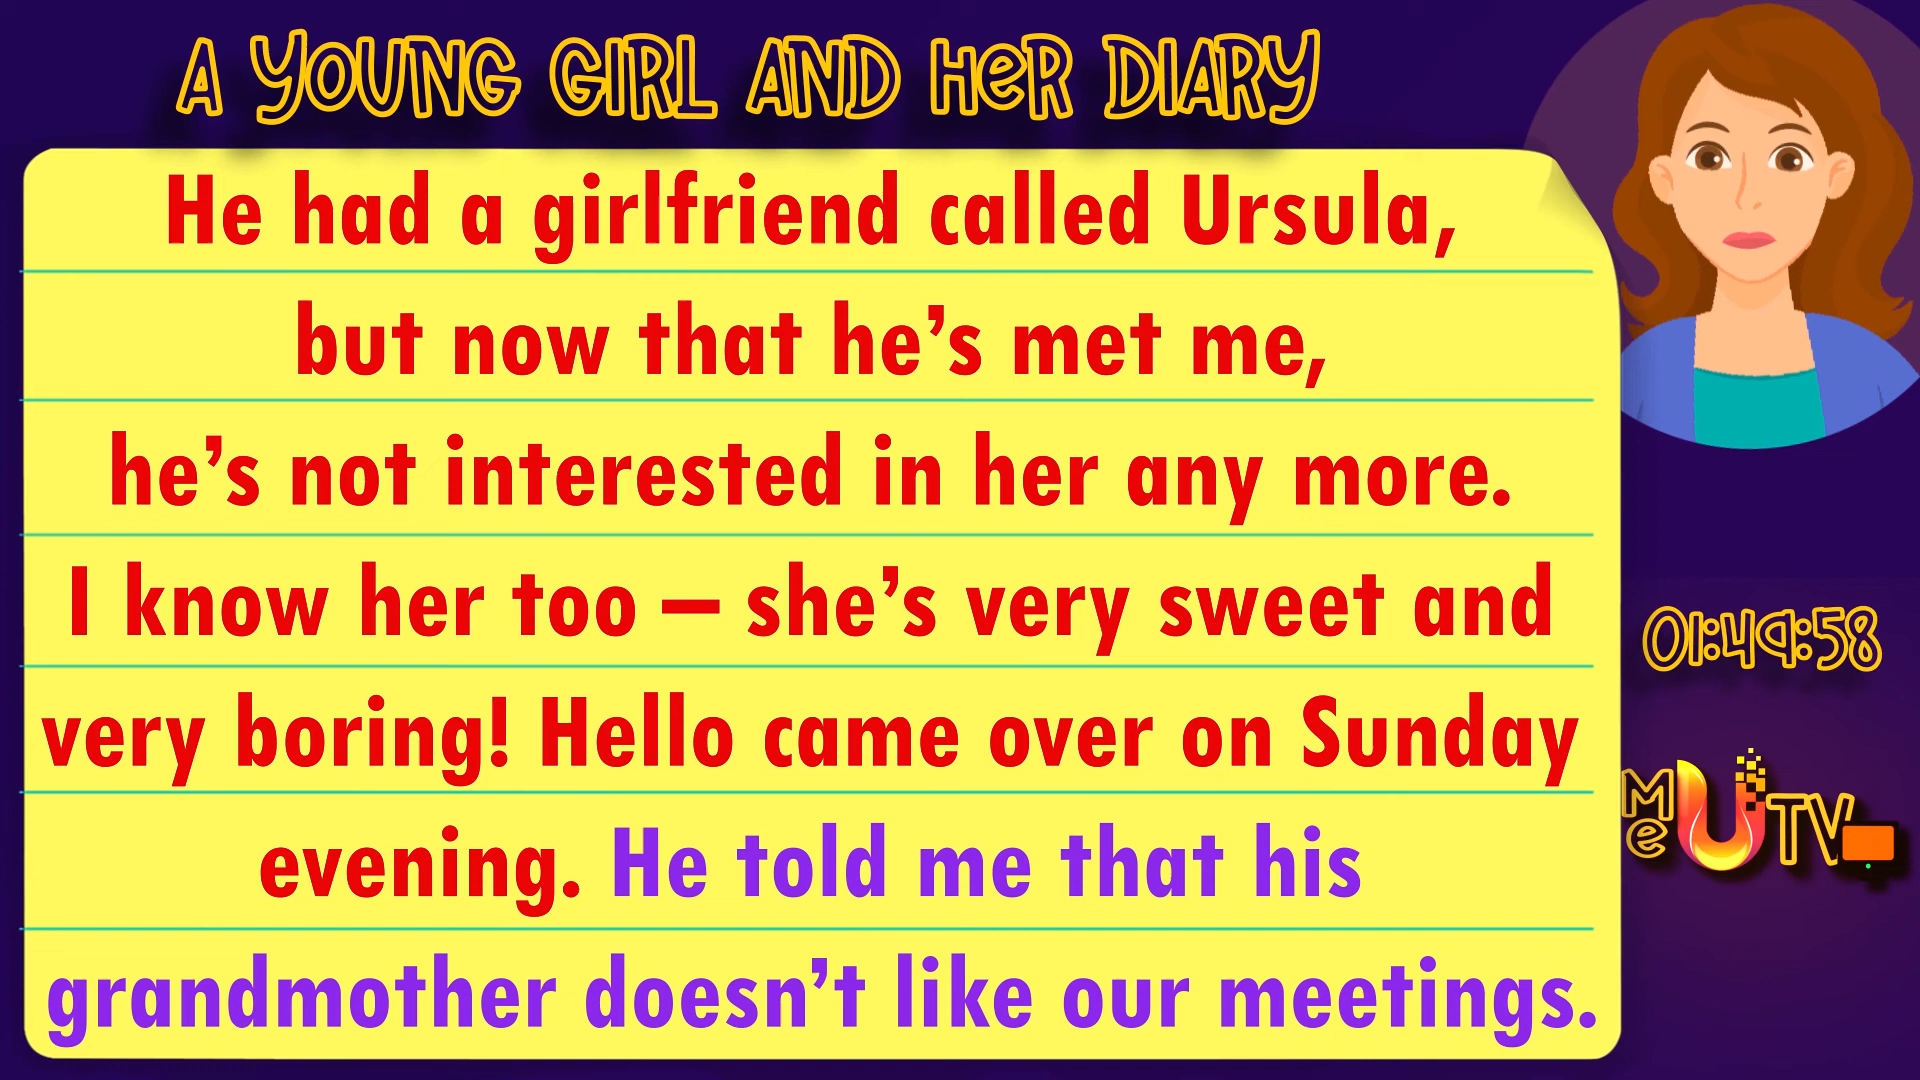 A YOUNG GIRL AND HeR DIARY
He had a girlfriend called Ursula,
but now that he’s met me,
he’s not interested in her any more.
I know her too – she’s very sweet and
very boring! Hello came over on Sunday
evening. He told me that his
grandmother doesn’t like our meetings.
01:49:58
Me U TV